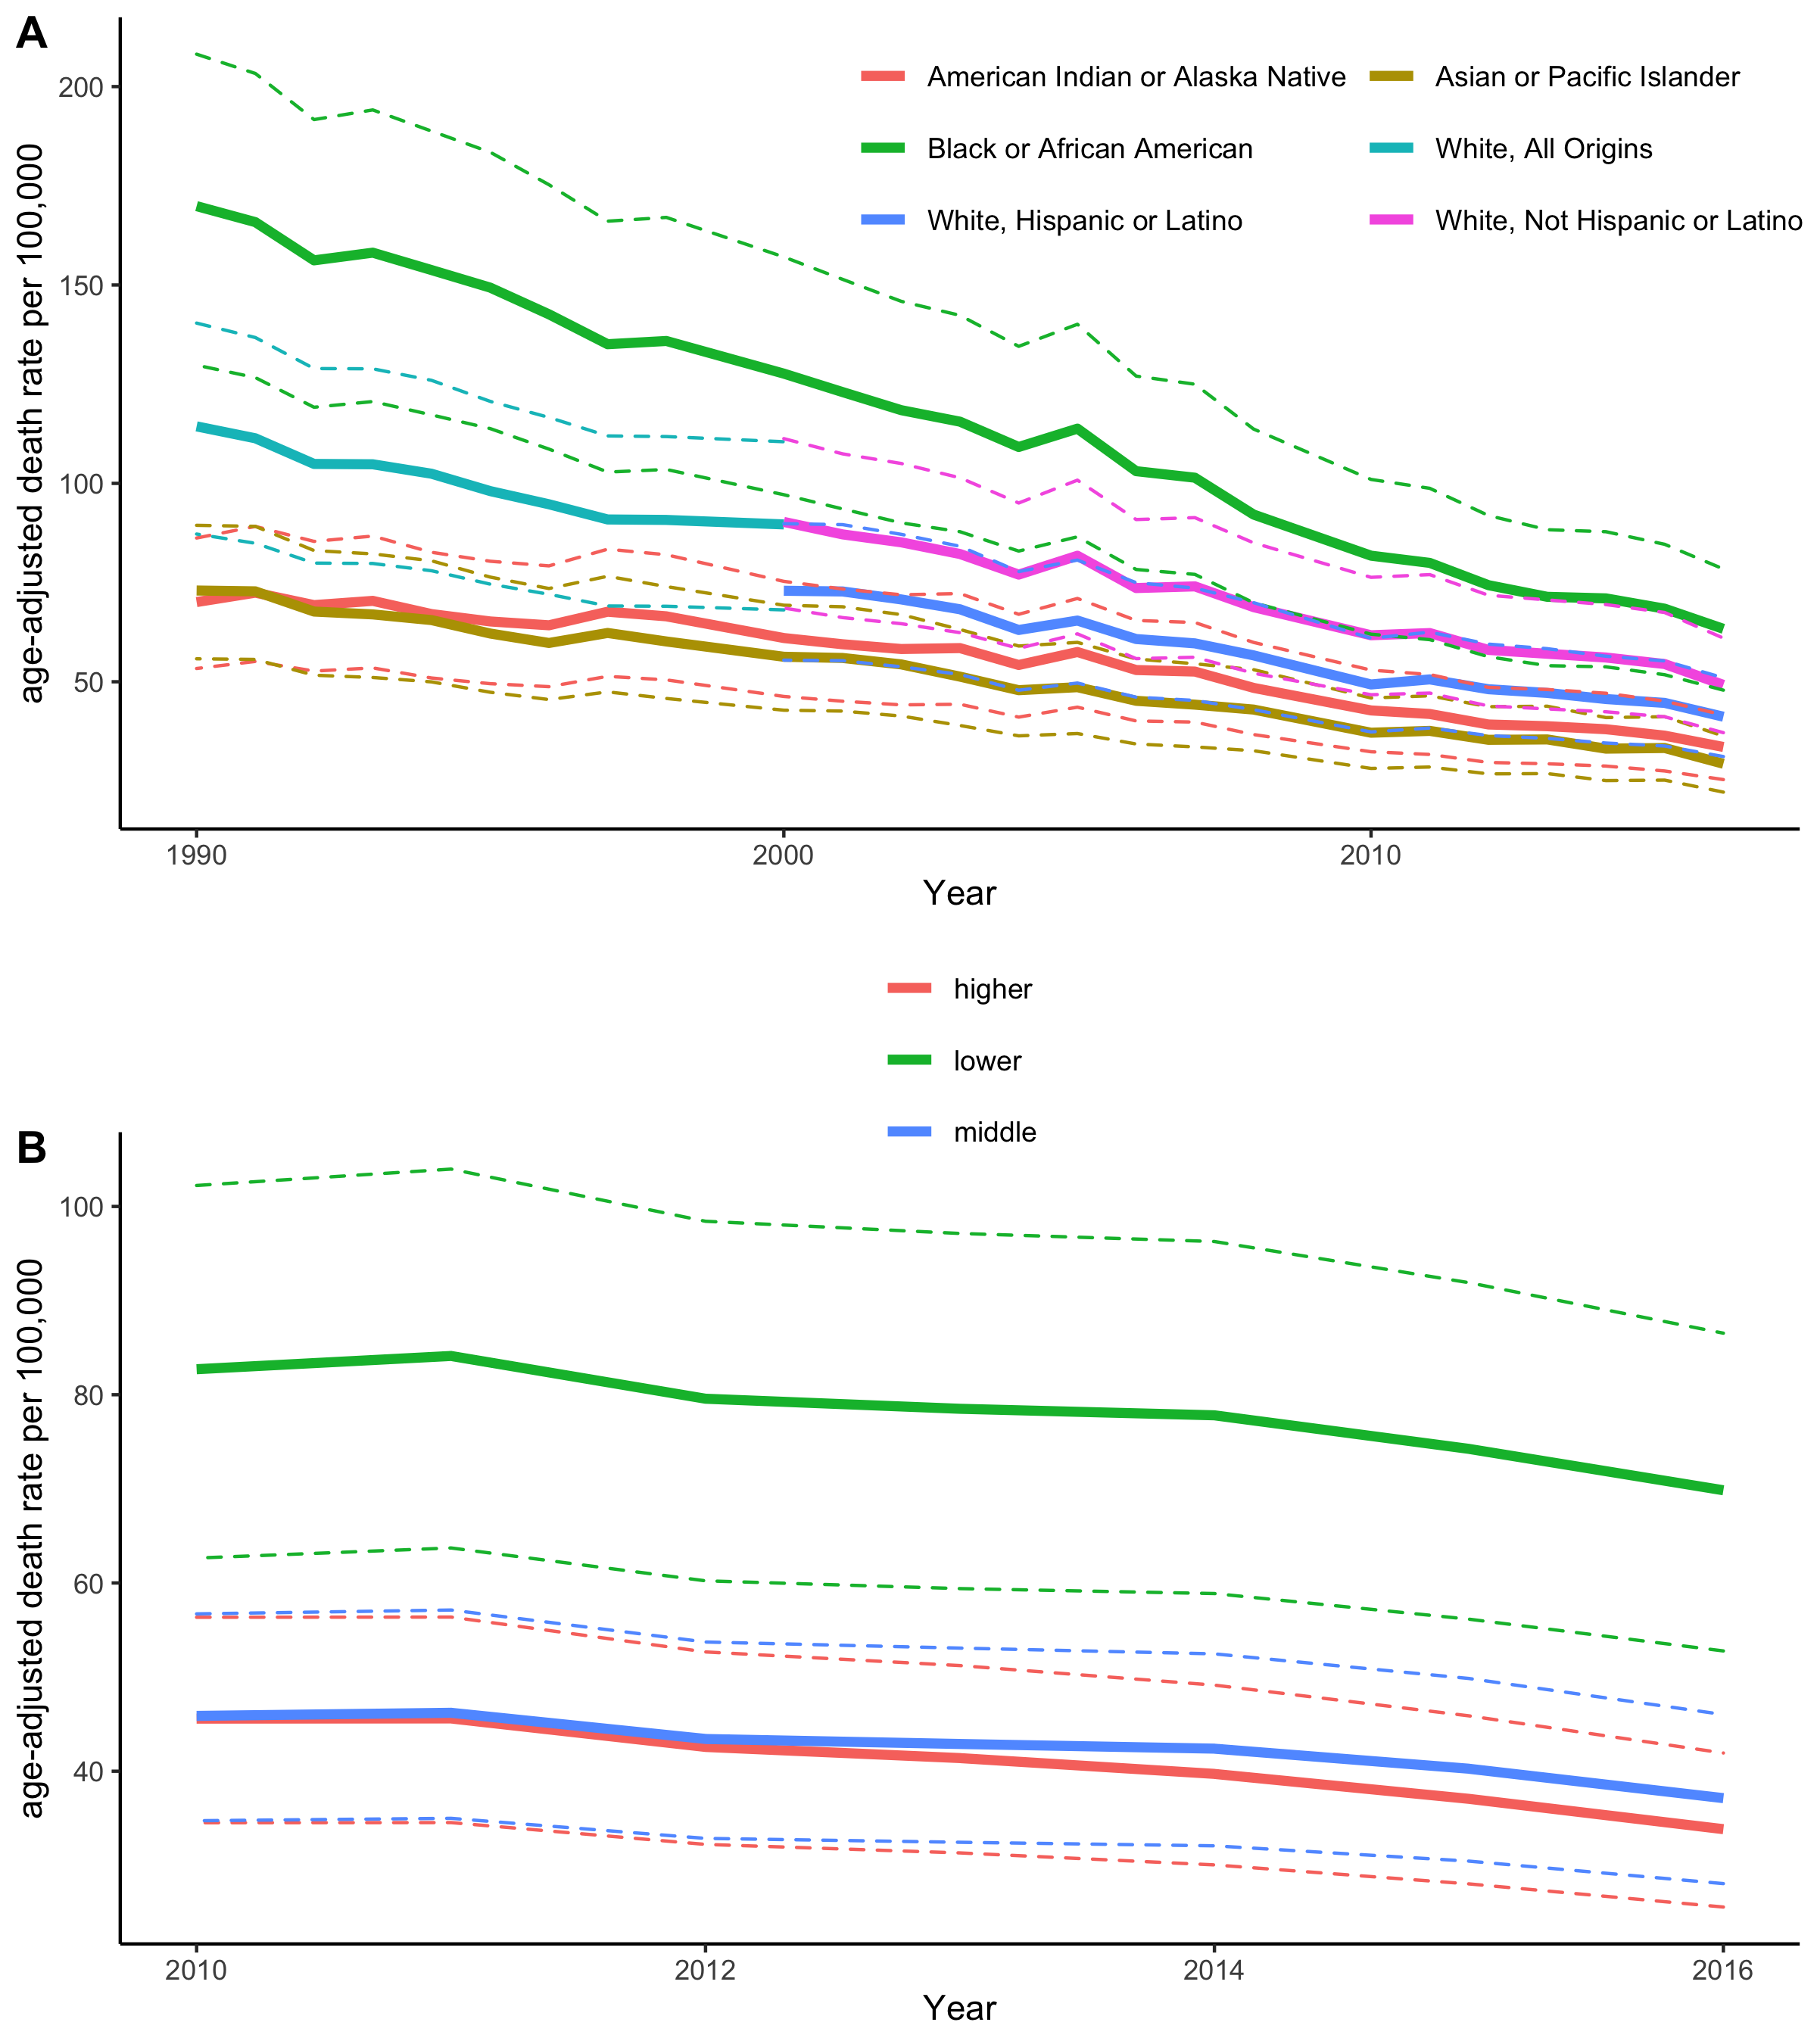 A
age-adjusted death rate per 100,000
200
150
100
50
American Indian or Alaska Native
Asian or Pacific Islander
Black or African American
White, All Origins
White, Hispanic or Latino
White, Not Hispanic or Latino
1990
2000
2010
Year
higher
lower
middle
B
age-adjusted death rate per 100,000
100
80
60
40
2010
2012
2014
2016
Year